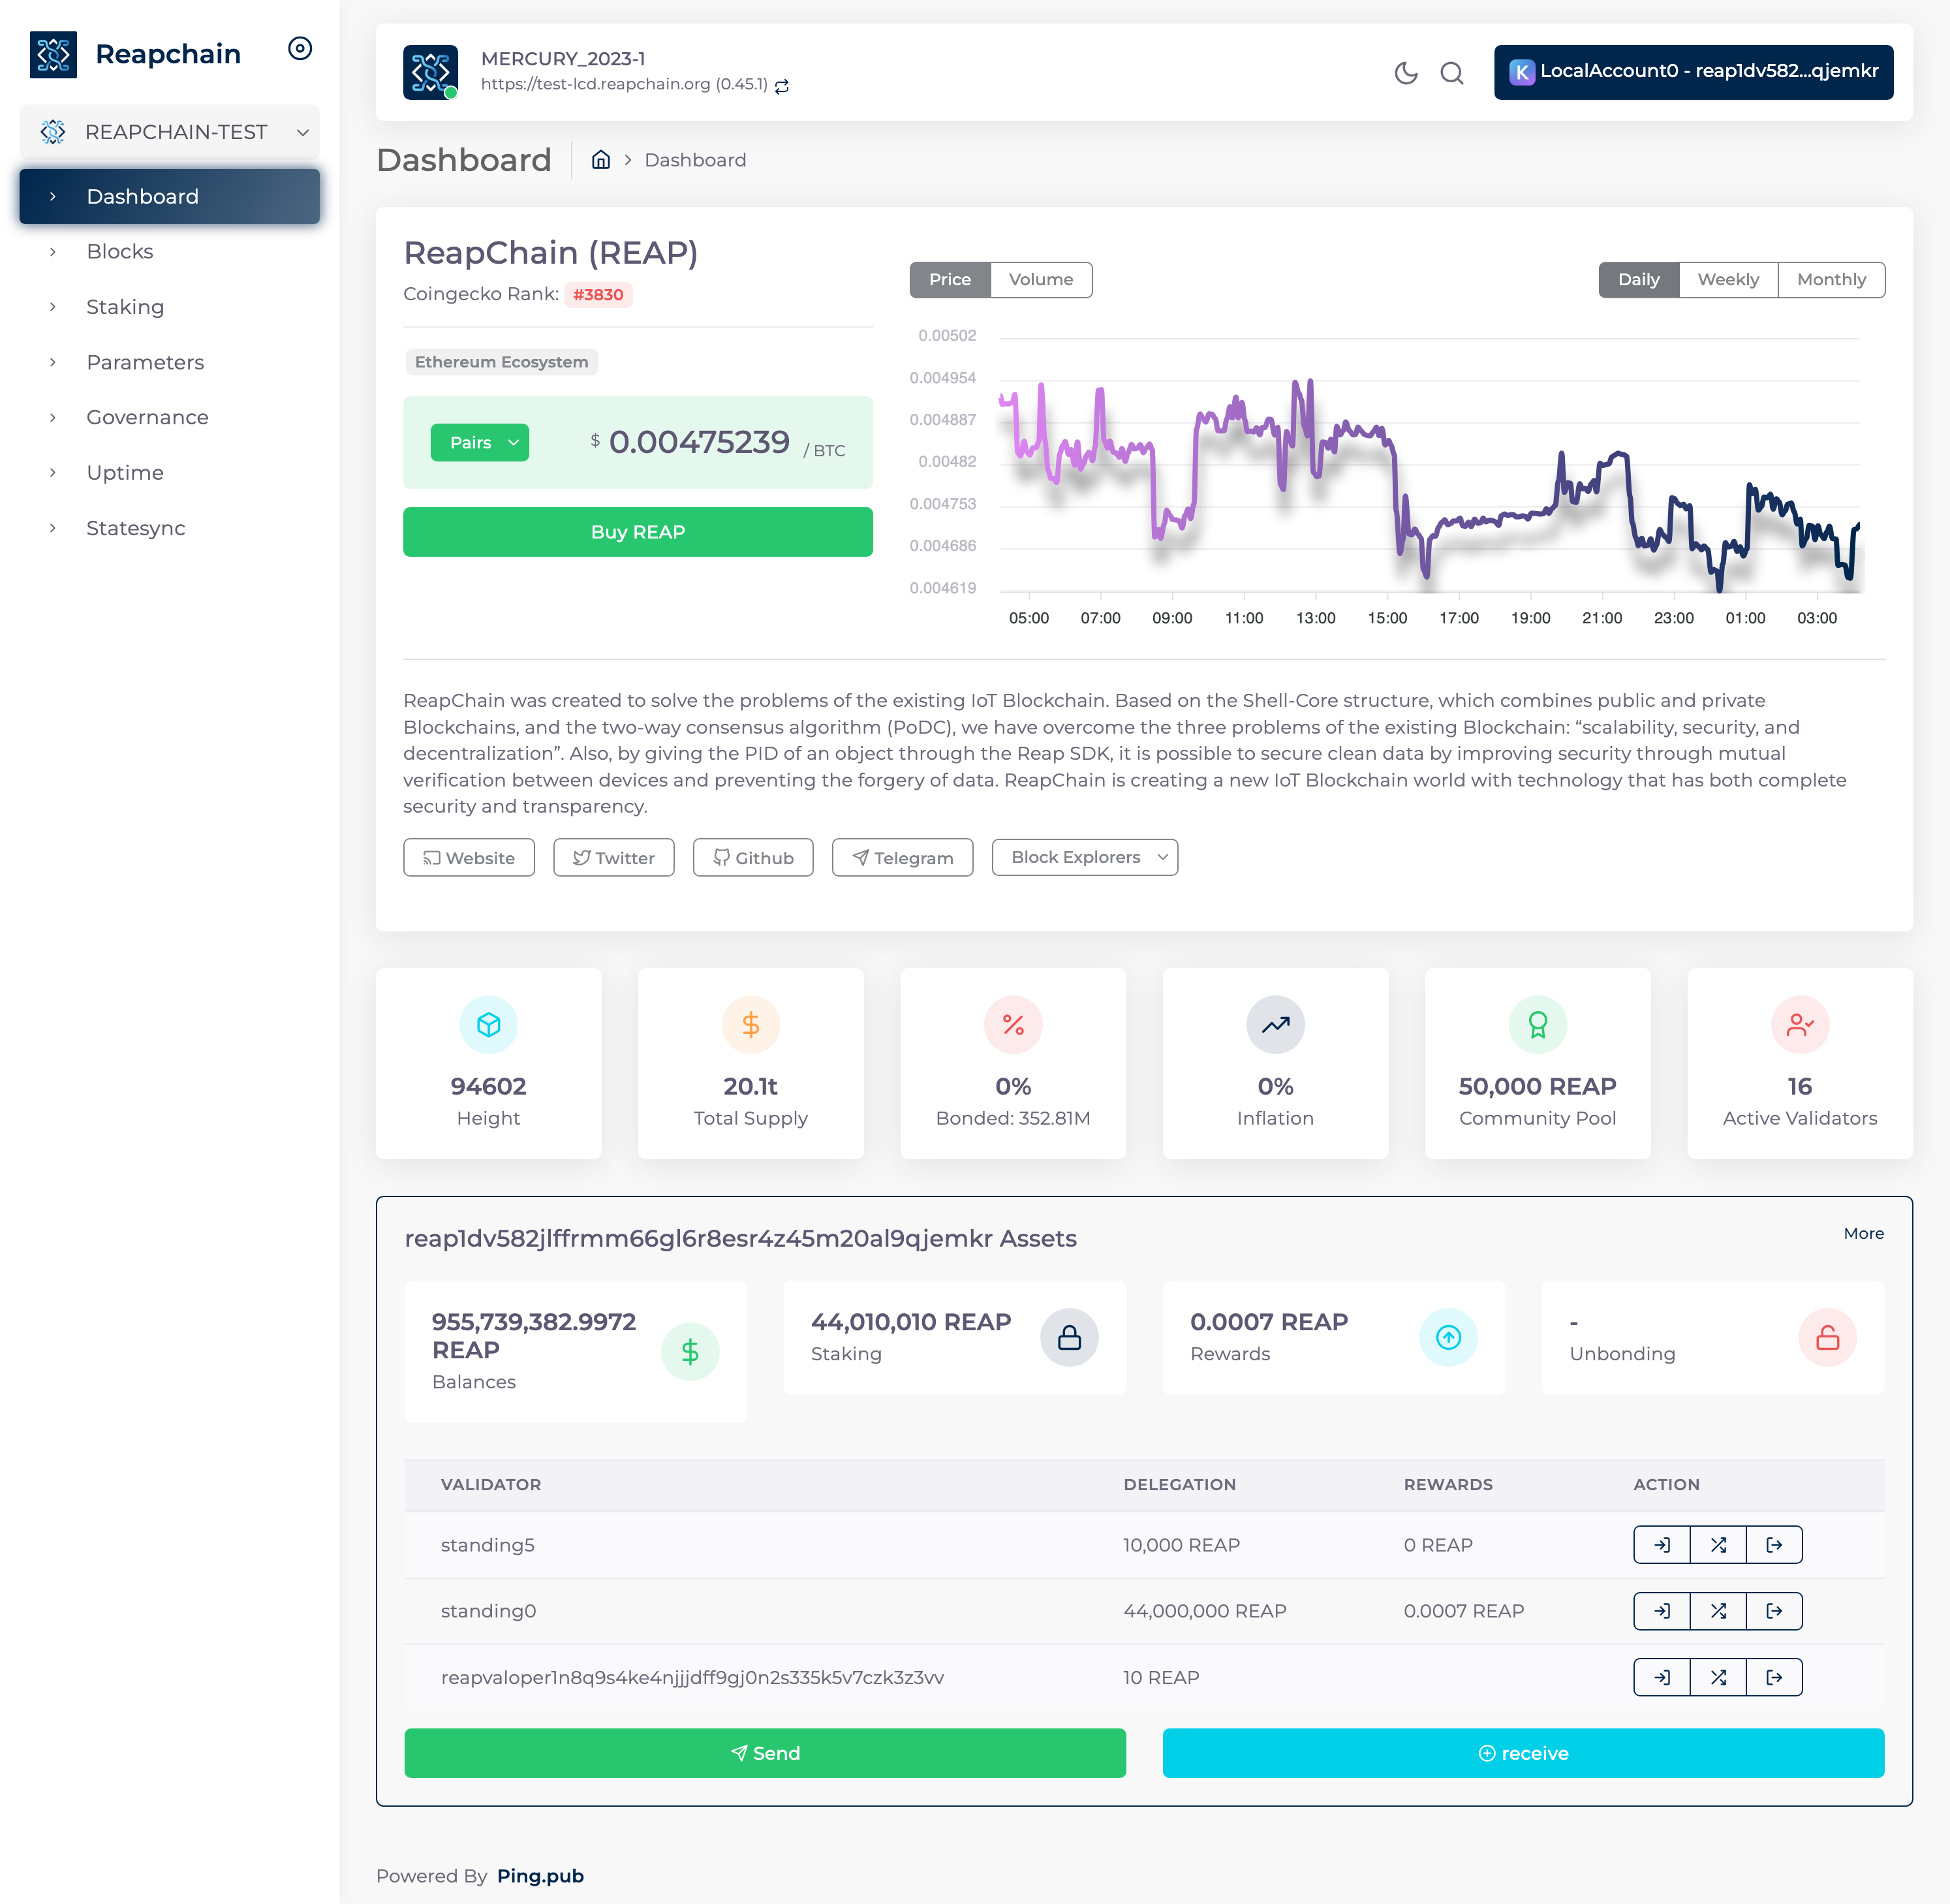 Reapchain
REAPCHAIN-TEST
Dashboard
Blocks
Staking
Parameters
Governance
Uptime
Statesync
MERCURY_2023-1
https://test-lcd.reapchain.org (0.45.1)
K LocalAccount0 - reap1dv582...qjemkr
Dashboard
Dashboard
ReapChain (REAP)
Coingecko Rank: #3830
Ethereum Ecosystem
Pairs
$ 0.00475239 / BTC
Buy REAP
Price Volume
Daily Weekly Monthly
0.00502
0.004954
0.004887
0.00482
0.004753
0.004686
0.004619
05:00 07:00 09:00 11:00 13:00 15:00 17:00 19:00 21:00 23:00 01:00 03:00
ReapChain was created to solve the problems of the existing IoT Blockchain. Based on the Shell-Core structure, which combines public and private
Blockchains, and the two-way consensus algorithm (PoDC), we have overcome the three problems of the existing Blockchain: “scalability, security, and
decentralization”. Also, by giving the PID of an object through the Reap SDK, it is possible to secure clean data by improving security through mutual
verification between devices and preventing the forgery of data. ReapChain is creating a new IoT Blockchain world with technology that has both complete
security and transparency.
Website Twitter Github Telegram Block Explorers
94602
Height
20.1t
Total Supply
0%
Bonded: 352.81M
0%
Inflation
50,000 REAP
Community Pool
16
Active Validators
reap1dv582jlffrmm66gl6r8esr4z45m20al9qjemkr Assets
More
955,739,382.9972
REAP
Balances
44,010,010 REAP
Staking
0.0007 REAP
Rewards
-
Unbonding
VALIDATOR DELEGATION REWARDS ACTION
standing5 10,000 REAP 0 REAP
standing0 44,000,000 REAP 0.0007 REAP
reapvaloper1n8q9s4ke4njjjdff9gj0n2s335k5v7czk3z3vv 10 REAP
Send
receive
Powered By Ping.pub